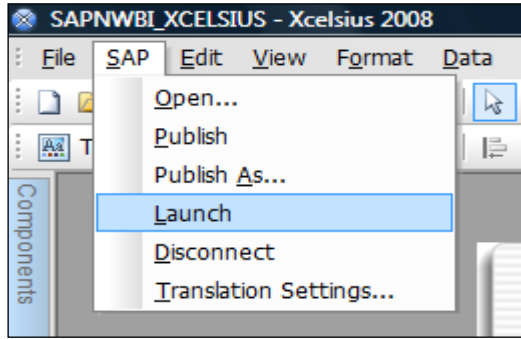 SAPNWBI_XCELSIUS - Xcelsius 2008
File SAP Edit View Format Data
Open...
T
Publish
Publish As...
Launch
Disconnect
Translation Settings...
Components